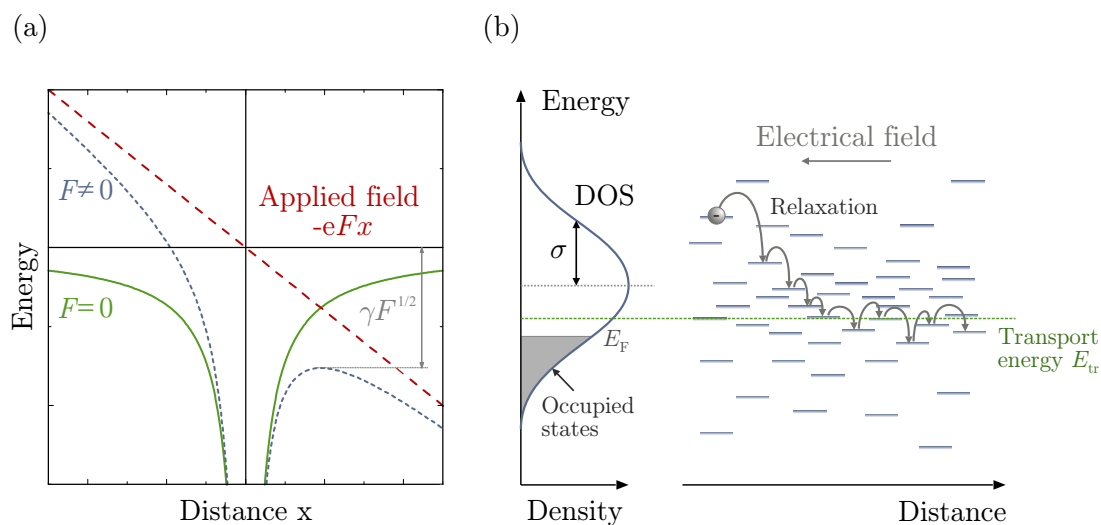 (a)
Energy
F≠0
F=0
Applied field
-eFx
γF^{1/2}
Distance x
(b)
Energy
DOS
σ
E_F
Occupied
states
Density
Electrical field
-
Relaxation
Transport
energy E_tr
Distance